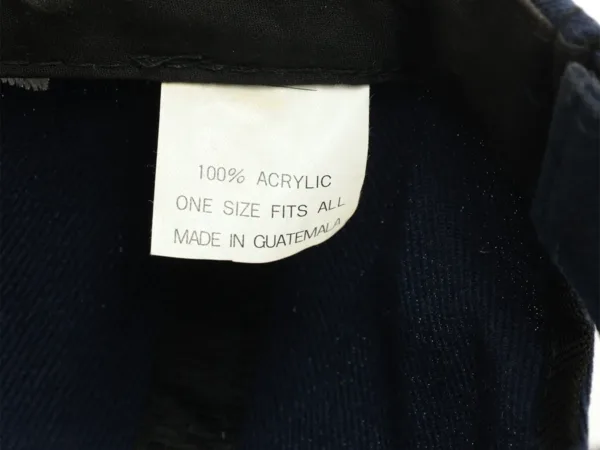 100% ACRYLIC
ONE SIZE FITS ALL
MADE IN GUATEMALA